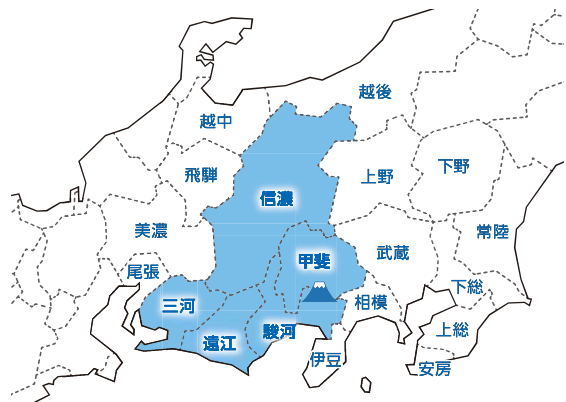 越後
越中
下野
飛騨
上野
信濃
美濃
常陸
武蔵
甲斐
尾張
下総
三河
相模
駿河
上総
遠江
伊豆
安房